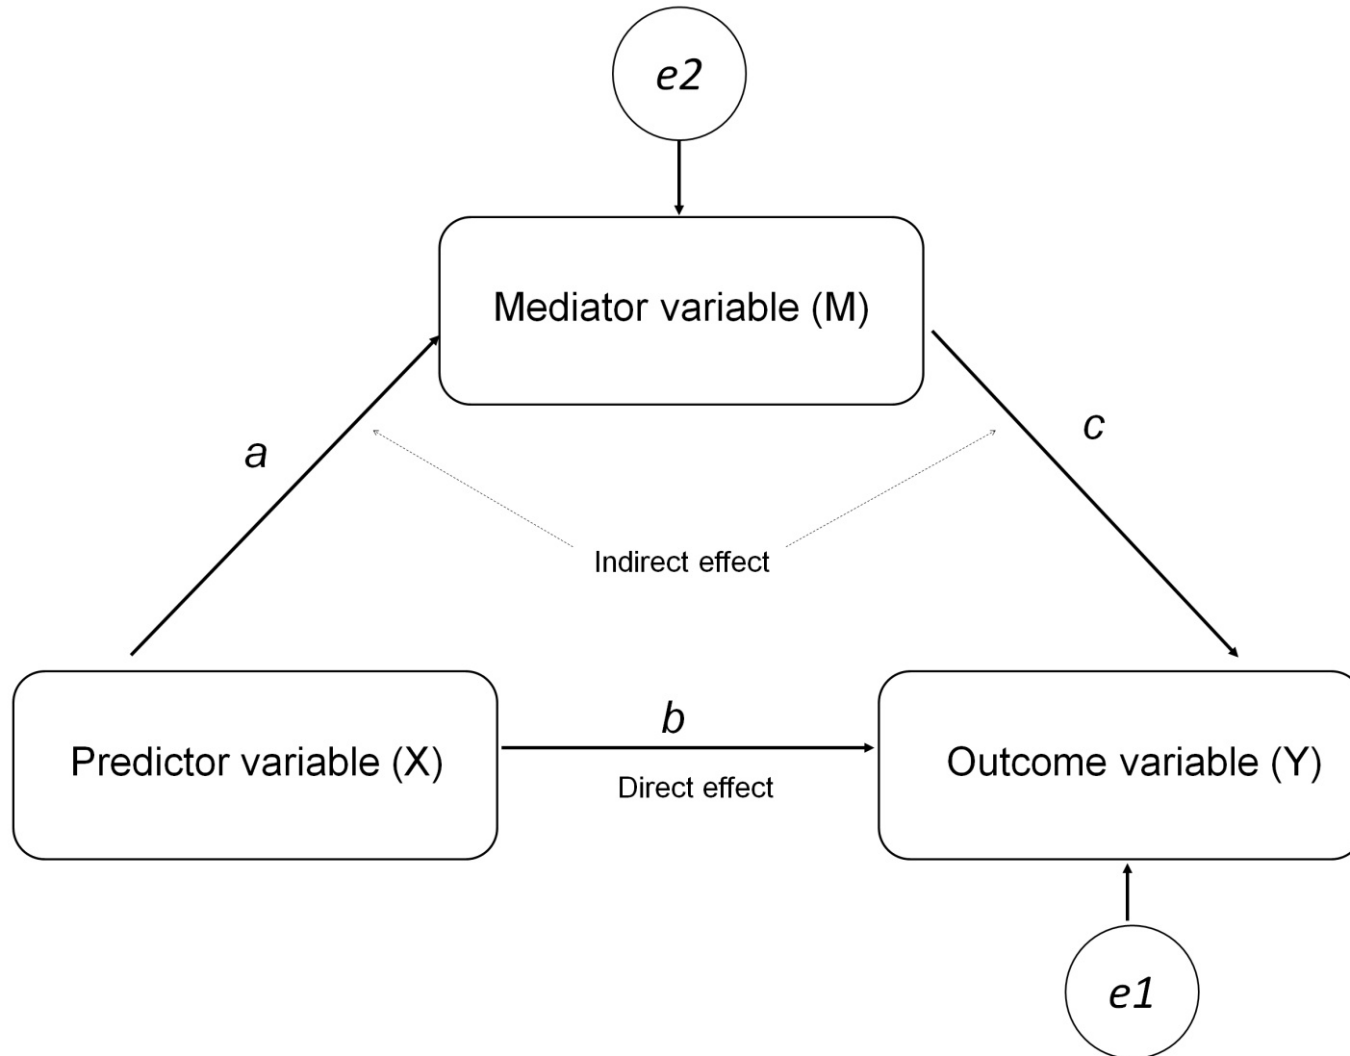 e2
Mediator variable (M)
a
c
Indirect effect
b
Predictor variable (X)
Outcome variable (Y)
Direct effect
e1